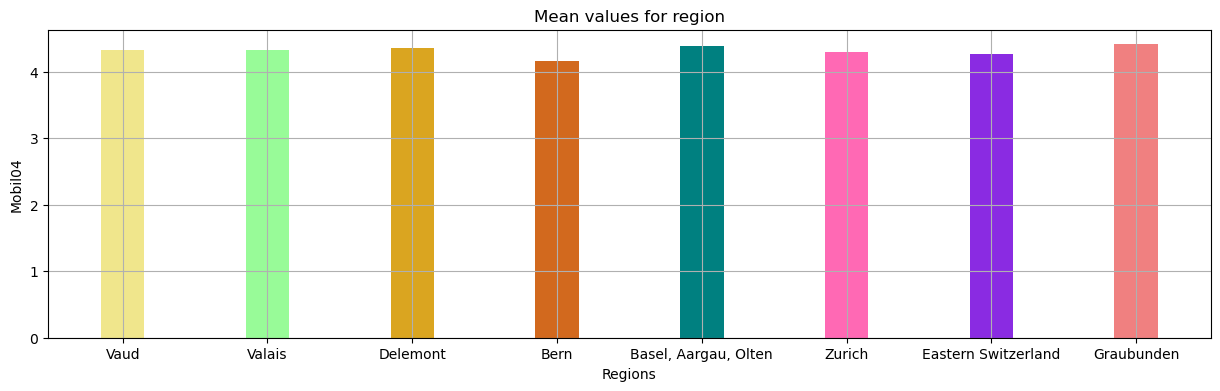 Mean values for region
Mobil04
4
3
2
1
0
Vaud Valais Delemont Bern Basel, Aargau, Olten Zurich Eastern Switzerland Graubunden
Regions